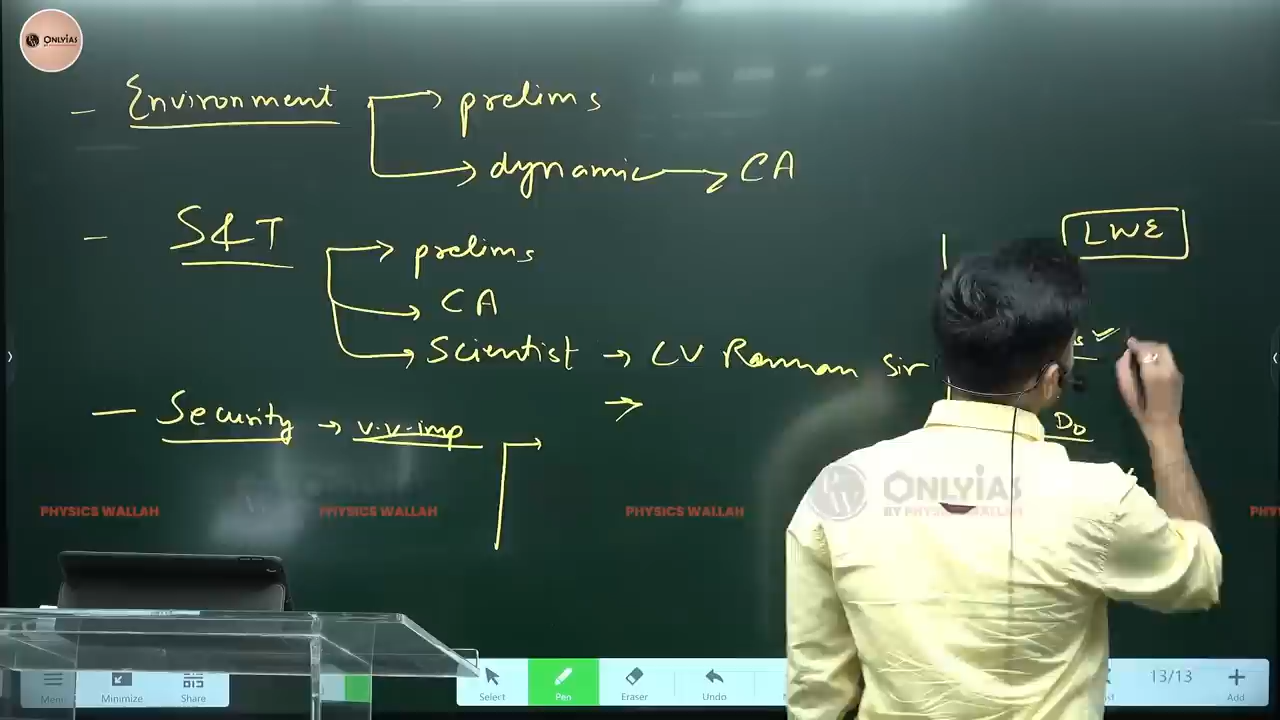 ONLYIAS
- Environment → prelims
→ dynamic → CA
- S&T → prelims
→ CA
→ Scientist → CV Raman Sir
- Security → v.v.imp
LWE
PHYSICS WALLAH PHYSICS WALLAH PHYSICS WALLAH
ONLYIAS
BY PHYSICS WALLAH
Menu Minimize Share Select Pen Eraser Undo 13/13 Add